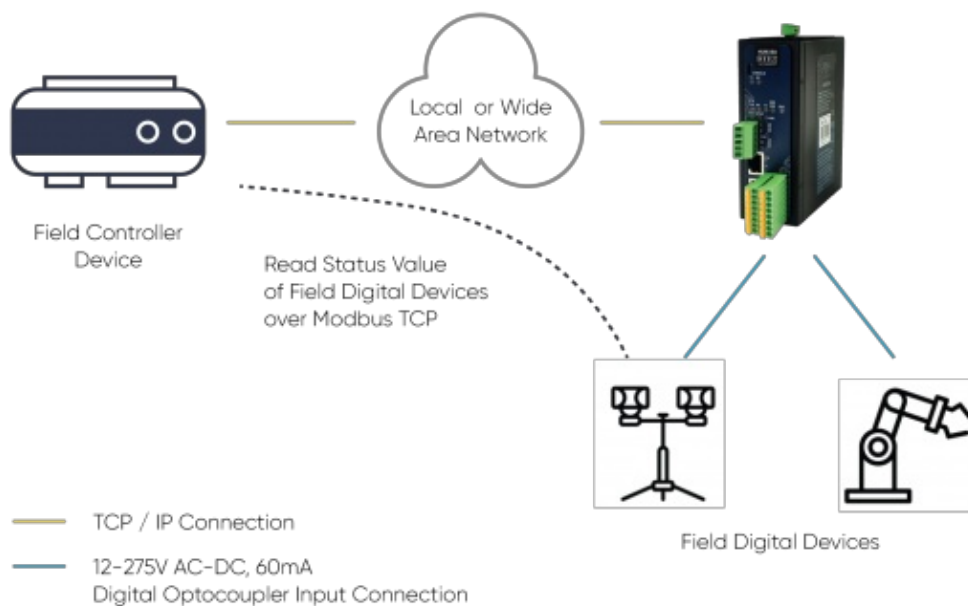 Local or Wide
Area Network
Field Controller
Device
Read Status Value
of Field Digital Devices
over Modbus TCP
TCP / IP Connection
12-275V AC-DC, 60mA
Digital Optocoupler Input Connection
Field Digital Devices